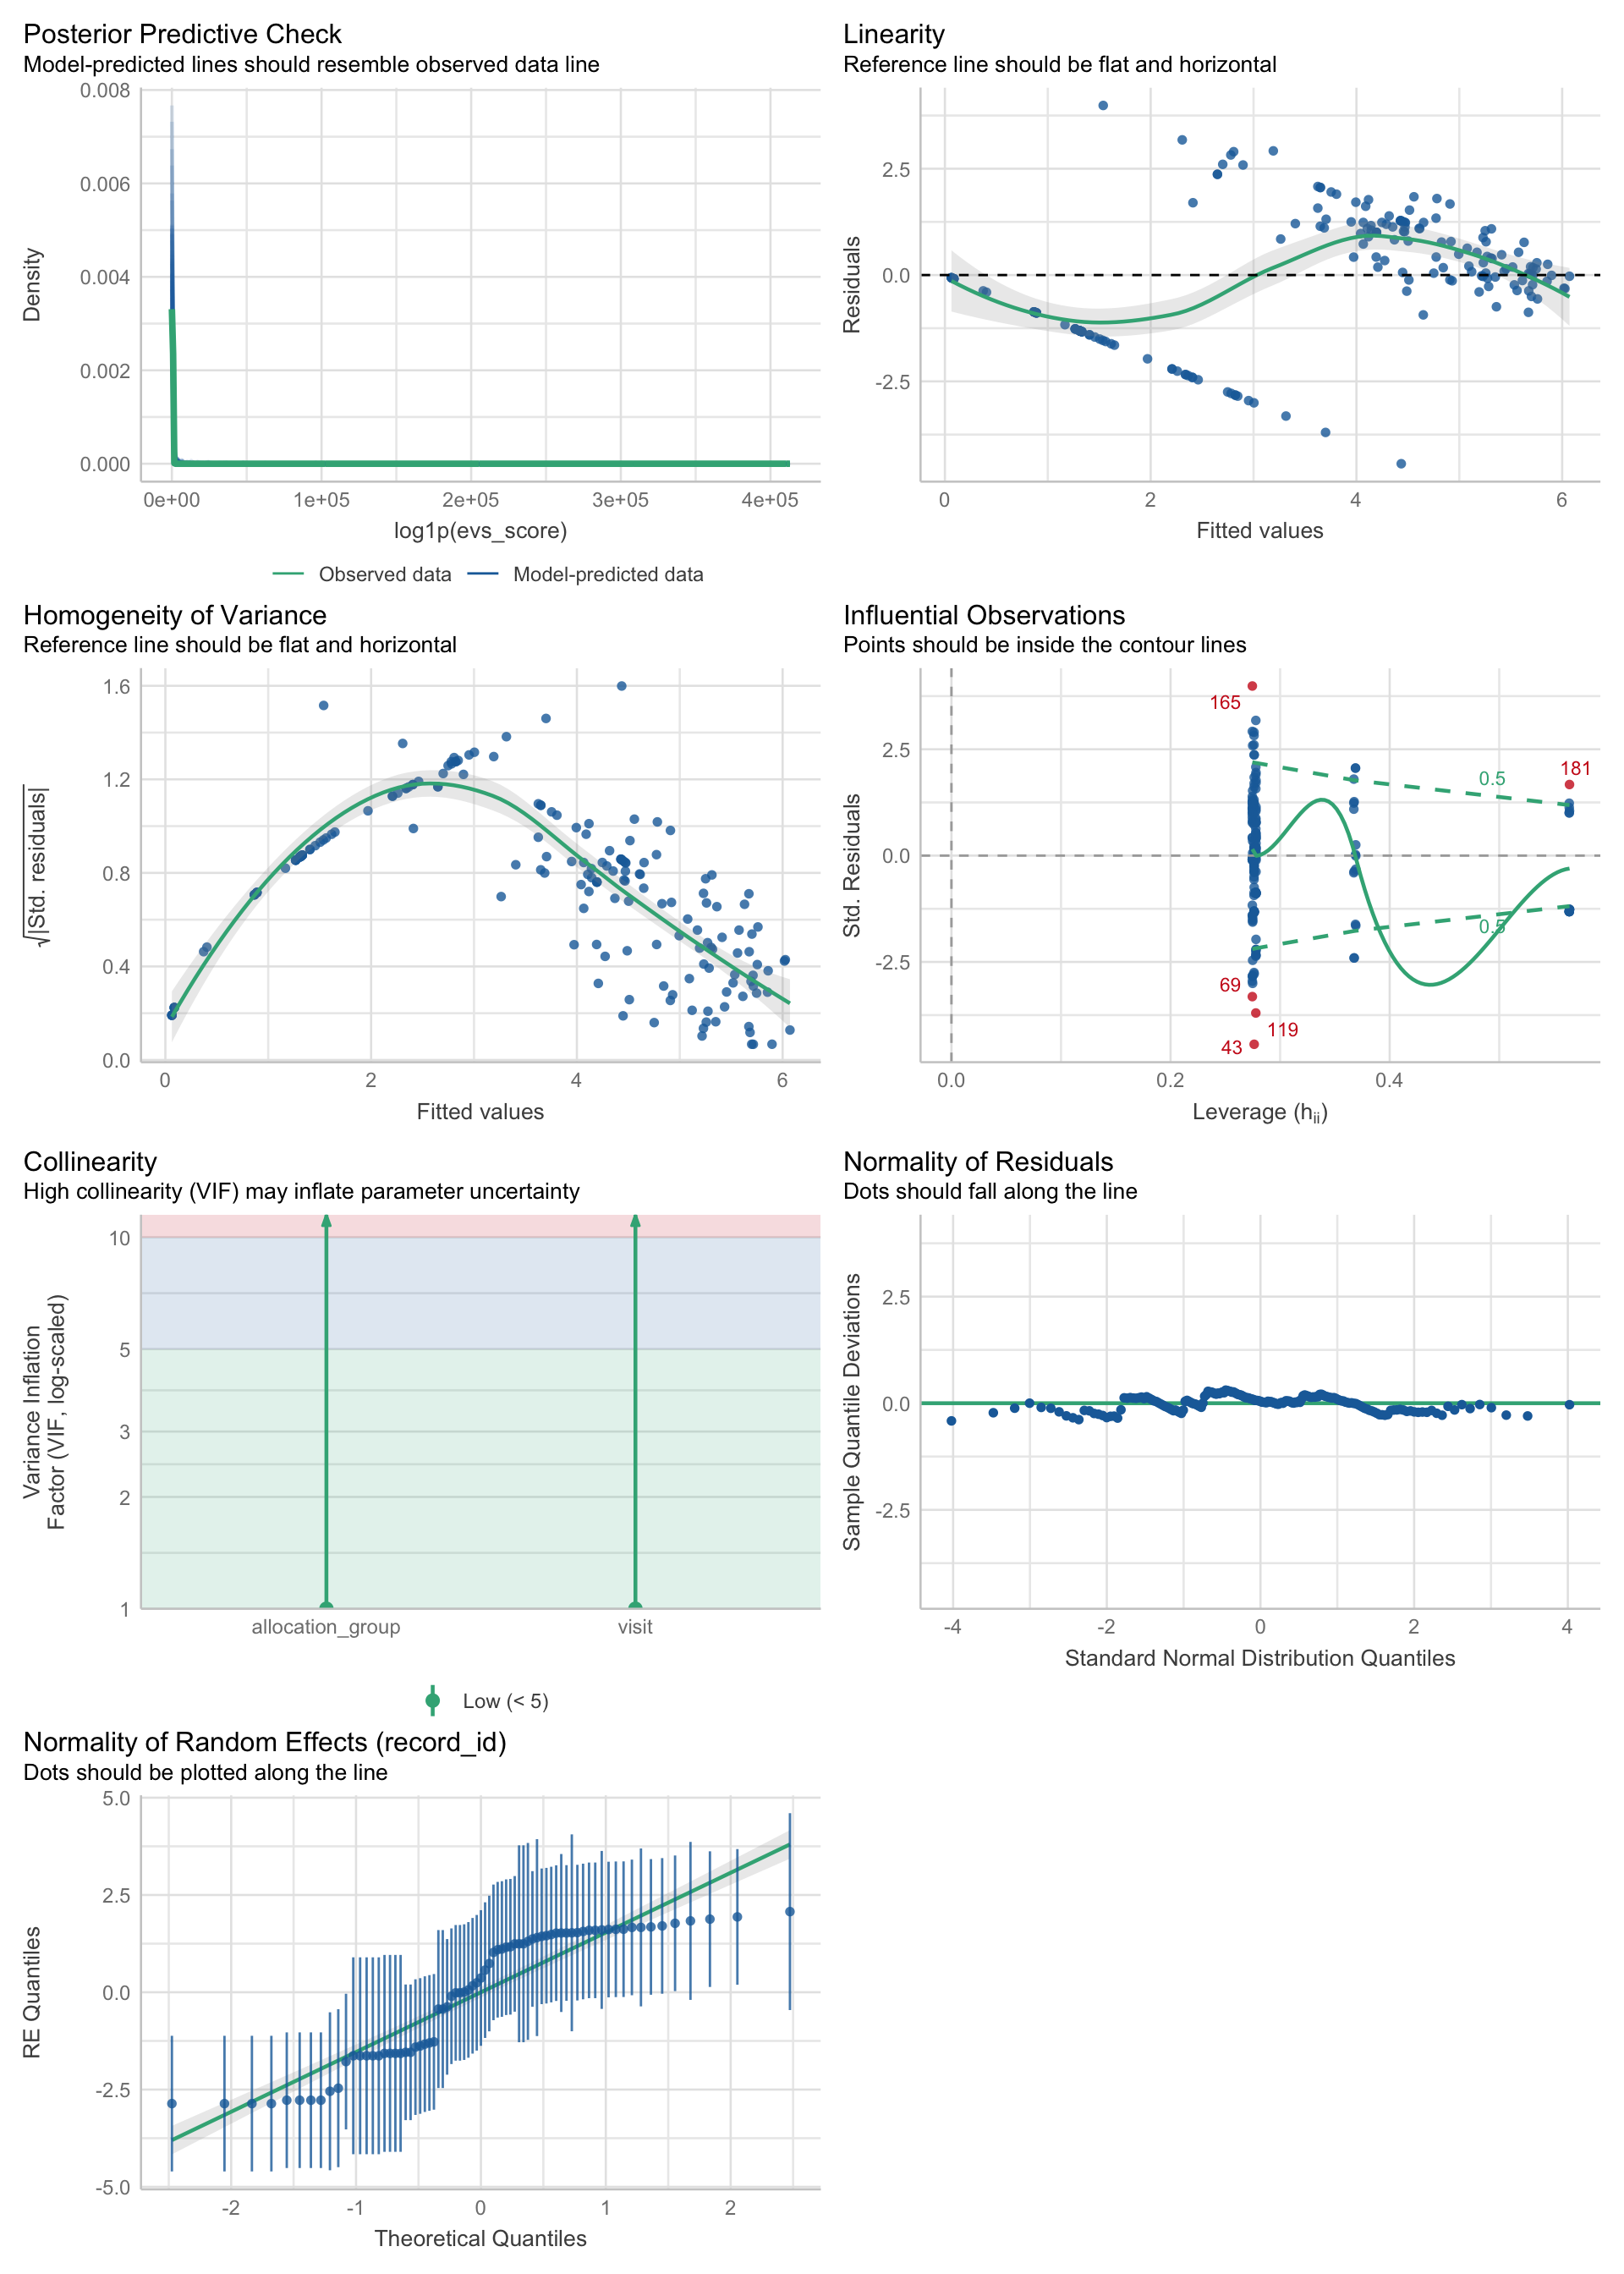 Posterior Predictive Check
Model-predicted lines should resemble observed data line
0.008
0.006
0.004
0.002
0.000
Density
0e+00
1e+05
2e+05
3e+05
4e+05
log1p(evs_score)
Observed data
Model-predicted data
Linearity
Reference line should be flat and horizontal
2.5
0.0
-2.5
Residuals
0
2
4
6
Fitted values
Homogeneity of Variance
Reference line should be flat and horizontal
1.6
1.2
0.8
0.4
0.0
√|Std. residuals|
0
2
4
6
Fitted values
Influential Observations
Points should be inside the contour lines
2.5
0.0
-2.5
Std. Residuals
165
181
0.5
0.5
69
119
43
0.0
0.2
0.4
Leverage (hᵢᵢ)
Collinearity
High collinearity (VIF) may inflate parameter uncertainty
10
5
3
2
1
Variance Inflation
Factor (VIF, log-scaled)
allocation_group
visit
Low (< 5)
Normality of Residuals
Dots should fall along the line
2.5
0.0
-2.5
Sample Quantile Deviations
-4
-2
0
2
4
Standard Normal Distribution Quantiles
Normality of Random Effects (record_id)
Dots should be plotted along the line
5.0
2.5
0.0
-2.5
-5.0
RE Quantiles
-2
-1
0
1
2
Theoretical Quantiles